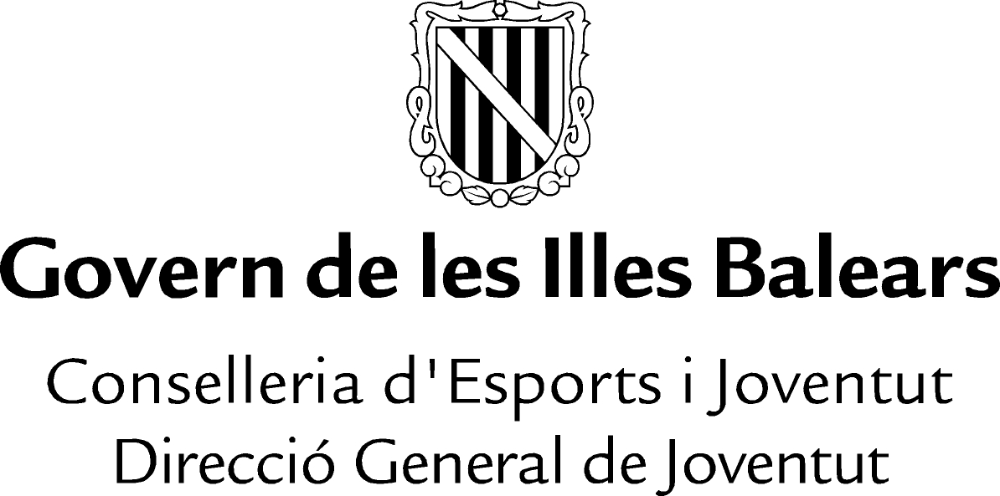 Govern de les Illes Balears
Conselleria d'Esports i Joventut
Direcció General de Joventut